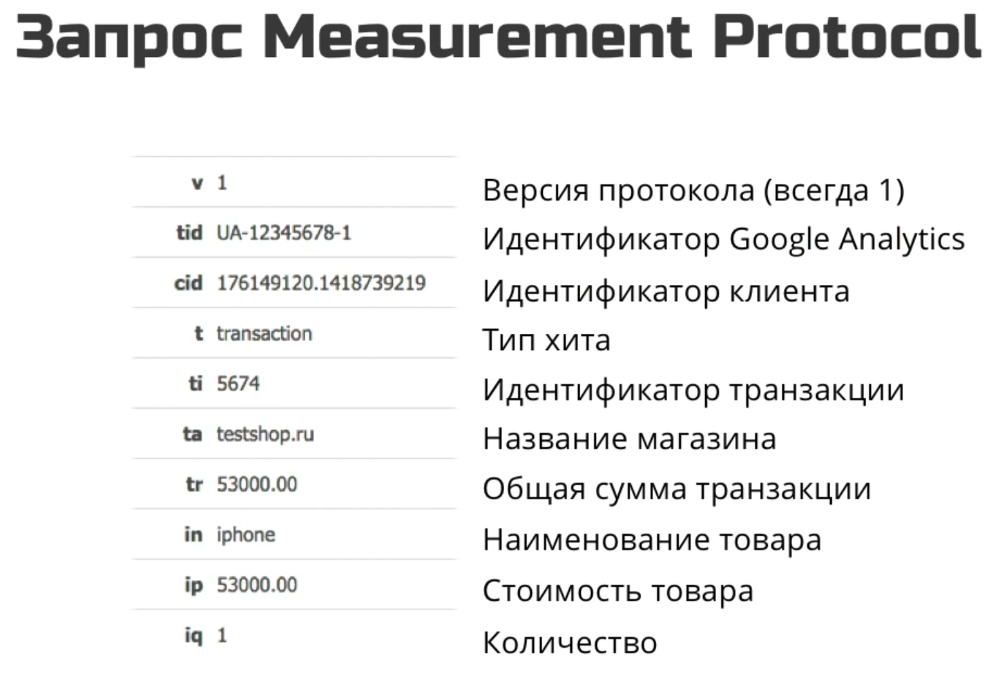 Запрос Measurement Protocol
v 1 Версия протокола (всегда 1)
tid UA-12345678-1 Идентификатор Google Analytics
cid 176149120.1418739219 Идентификатор клиента
t transaction Тип хита
ti 5674 Идентификатор транзакции
ta testshop.ru Название магазина
tr 53000.00 Общая сумма транзакции
in iphone Наименование товара
ip 53000.00 Стоимость товара
iq 1 Количество